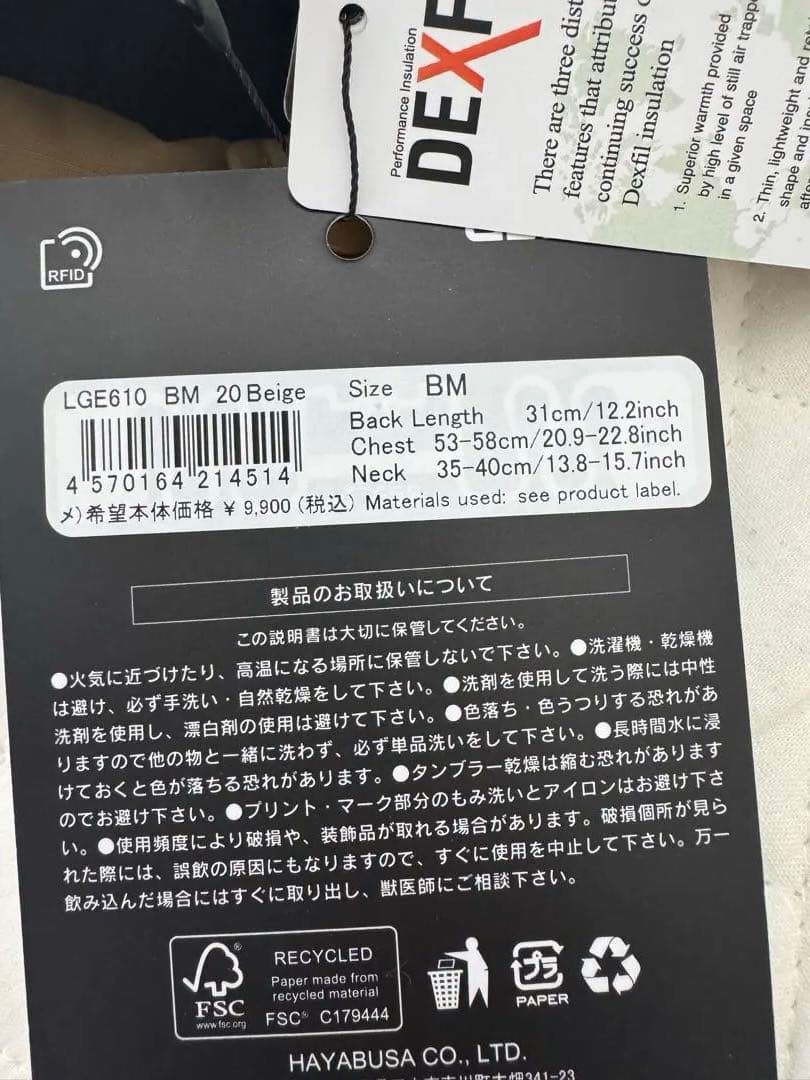 Performance Insulation
DEXF
There are three dist
features that attribu
continuing success o
Dexfil insulation
1. Superior warmth provided
by high level of still air trapp
in a given space
2. Thin, lightweight and
shape and
RFID
LGE610 BM 20 Beige
Size BM
Back Length 31cm/12.2inch
Chest 53-58cm/20.9-22.8inch
4 570164 214514
Neck 35-40cm/13.8-15.7inch
メ)希望本体価格 ¥ 9,900 (税込) Materials used: see product label.
製品のお取扱いについて
この説明書は大切に保管してください。
●火気に近づけたり、高温になる場所に保管しないで下さい。●洗濯機・乾燥機
は避け、必ず手洗い・自然乾燥をして下さい。●洗剤を使用して洗う際には中性
洗剤を使用し、漂白剤の使用は避けて下さい。●色落ち・色うつりする恐れがあ
りますので他の物と一緒に洗わず、必ず単品洗いをして下さい。●長時間水に浸
けておくと色が落ちる恐れがあります。●タンブラー乾燥は縮む恐れがあります
のでお避け下さい。●プリント・マーク部分のもみ洗いとアイロンはお避け下さ
い。●使用頻度により破損や、装飾品が取れる場合があります。破損個所が見ら
れた際には、誤飲の原因にもなりますので、すぐに使用を中止して下さい。万一
飲み込んだ場合にはすぐに取り出し、獣医師にご相談下さい。
FSC
www.fsc.org
RECYCLED
Paper made from
recycled material
FSC® C179444
プラ
PAPER
HAYABUSA CO., LTD.